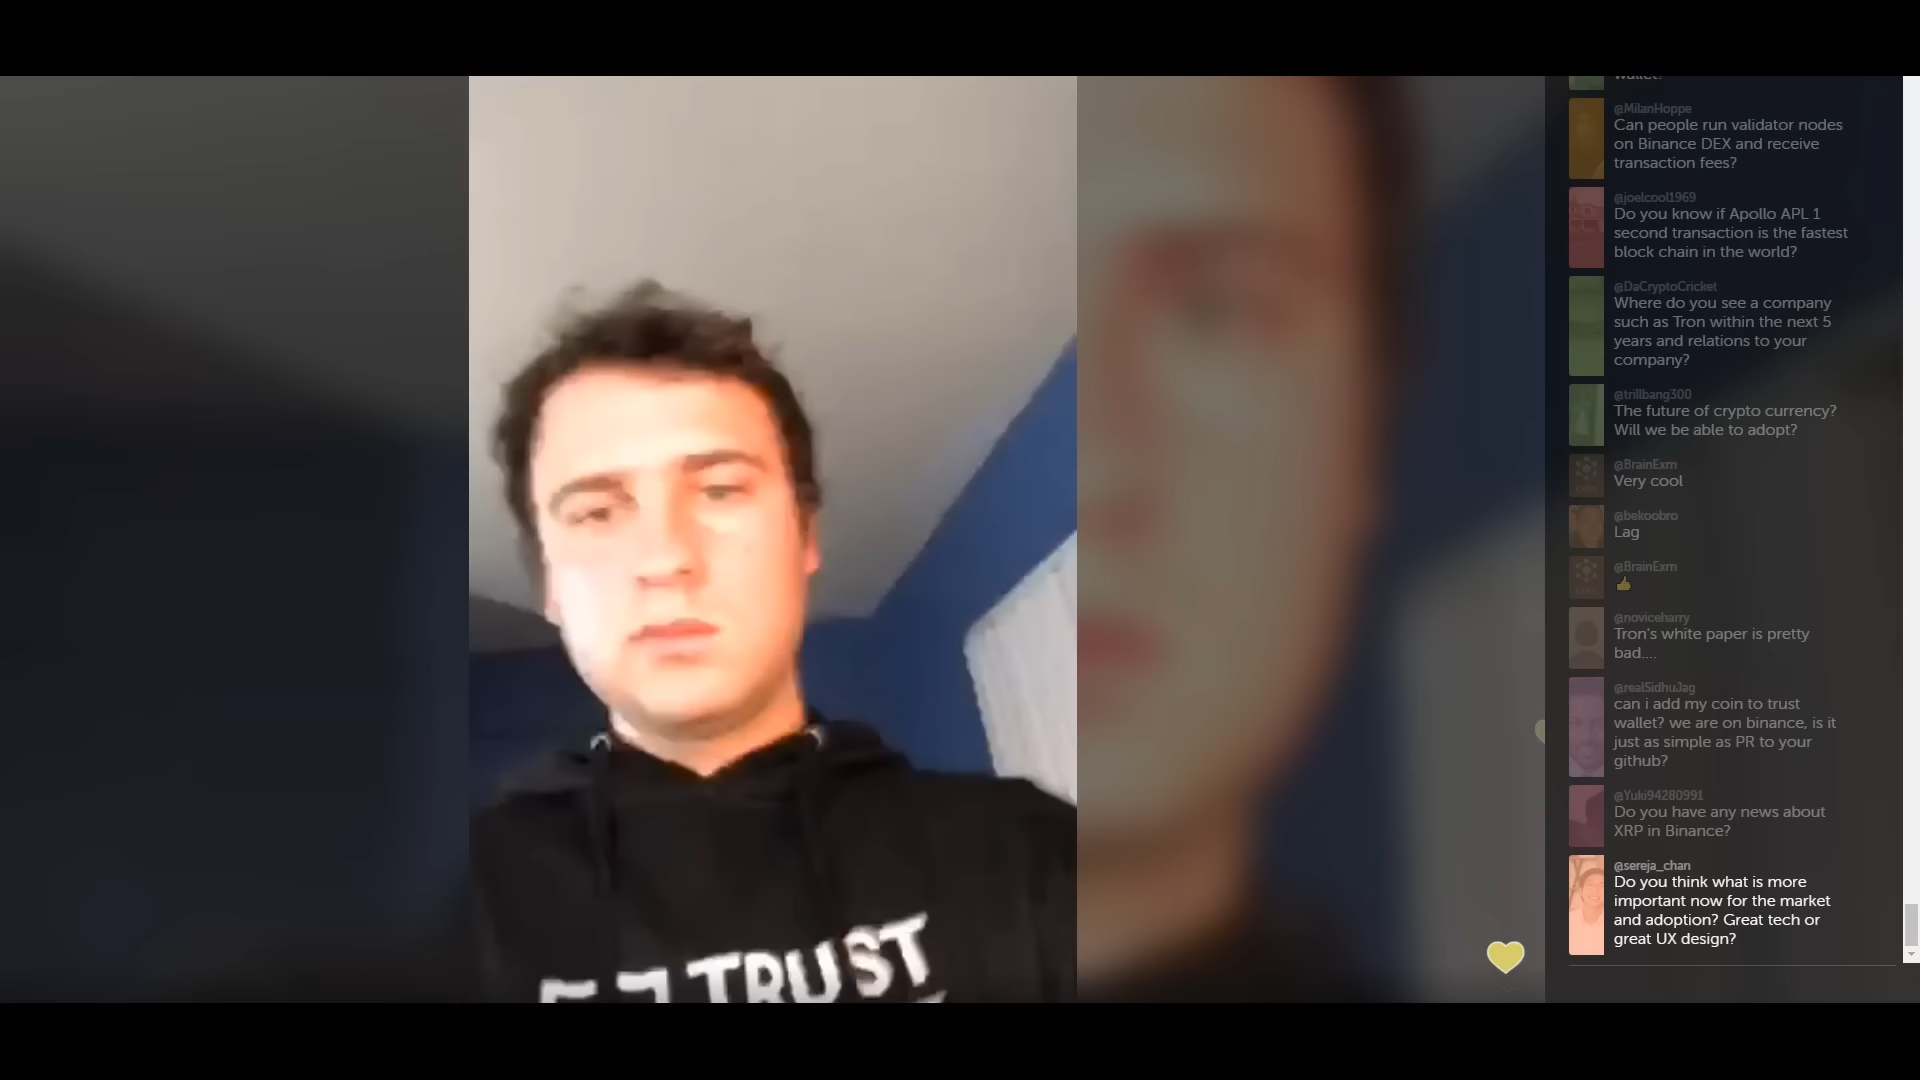 TRUST
@MilanHoppe
Can people run validator nodes
on Binance DEX and receive
transaction fees?
@joelcool1969
Do you know if Apollo APL 1
second transaction is the fastest
block chain in the world?
@DaCryptoCricket
Where do you see a company
such as Tron within the next 5
years and relations to your
company?
@trillbang300
The future of crypto currency?
Will we be able to adopt?
@BrainExrn
Very cool
@bekoobro
Lag
@BrainExrn
👍
@noviceharry
Tron's white paper is pretty
bad....
@realSidhuJag
can i add my coin to trust
wallet? we are on binance, is it
just as simple as PR to your
github?
@Yuki94280991
Do you have any news about
XRP in Binance?
@sereja_chan
Do you think what is more
important now for the market
and adoption? Great tech or
great UX design?